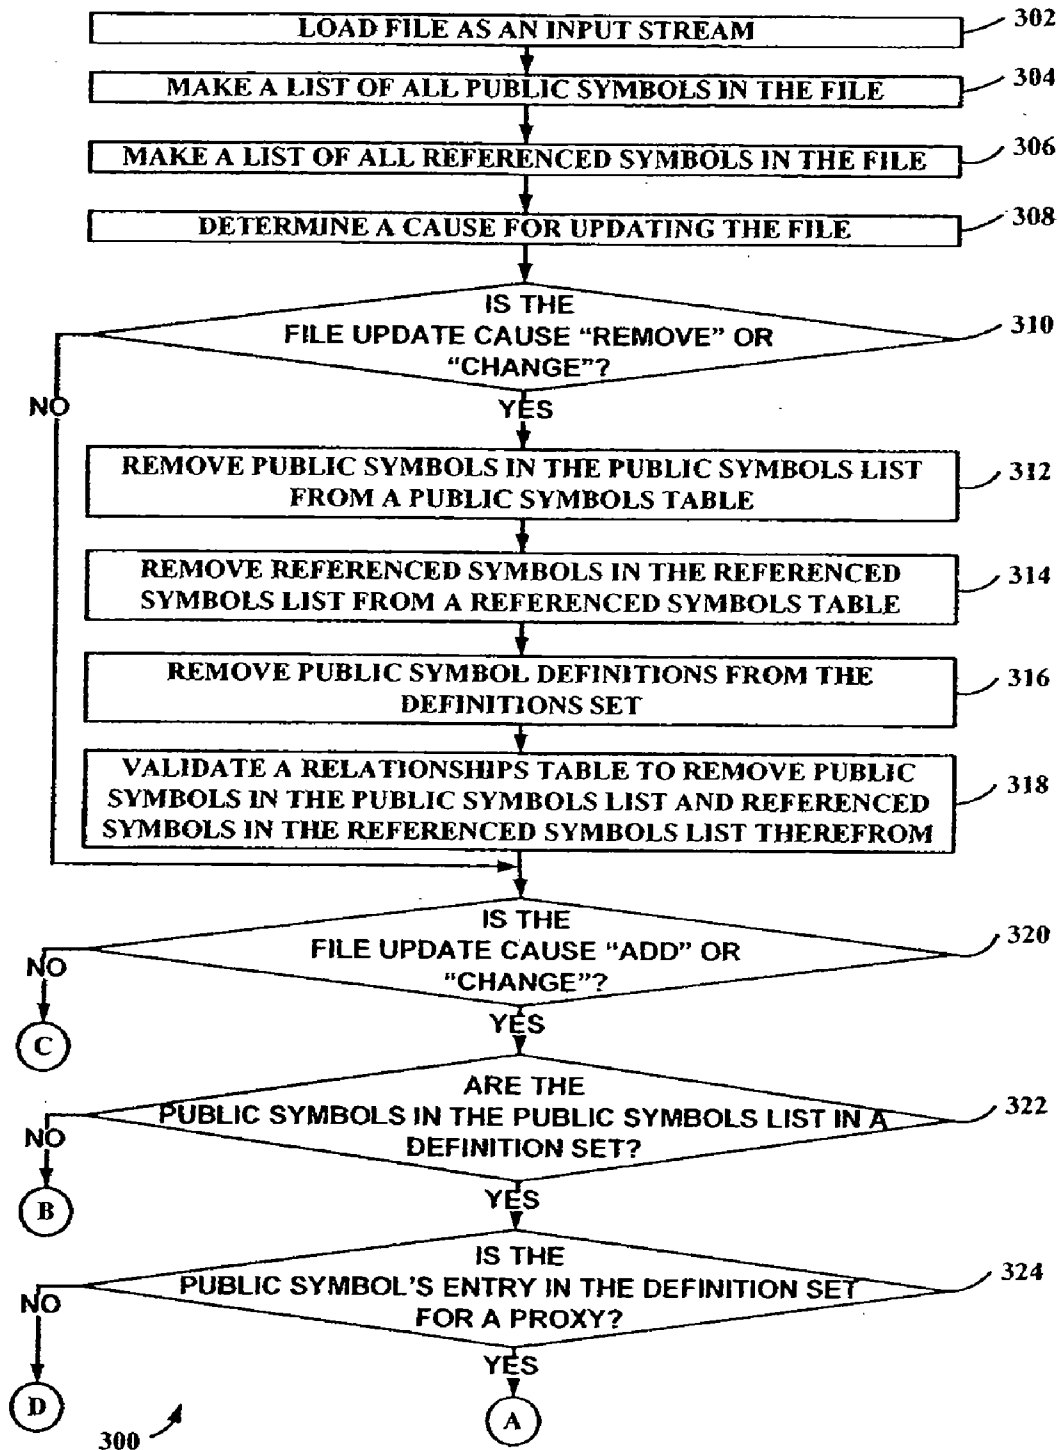 LOAD FILE AS AN INPUT STREAM
302
MAKE A LIST OF ALL PUBLIC SYMBOLS IN THE FILE
304
MAKE A LIST OF ALL REFERENCED SYMBOLS IN THE FILE
306
DETERMINE A CAUSE FOR UPDATING THE FILE
308
IS THE
FILE UPDATE CAUSE “REMOVE” OR
“CHANGE”?
310
NO
YES
REMOVE PUBLIC SYMBOLS IN THE PUBLIC SYMBOLS LIST
FROM A PUBLIC SYMBOLS TABLE
312
REMOVE REFERENCED SYMBOLS IN THE REFERENCED
SYMBOLS LIST FROM A REFERENCED SYMBOLS TABLE
314
REMOVE PUBLIC SYMBOL DEFINITIONS FROM THE
DEFINITIONS SET
316
VALIDATE A RELATIONSHIPS TABLE TO REMOVE PUBLIC
SYMBOLS IN THE PUBLIC SYMBOLS LIST AND REFERENCED
SYMBOLS IN THE REFERENCED SYMBOLS LIST THEREFROM
318
IS THE
FILE UPDATE CAUSE “ADD” OR
“CHANGE”?
320
NO
C
YES
ARE THE
PUBLIC SYMBOLS IN THE PUBLIC SYMBOLS LIST IN A
DEFINITION SET?
322
NO
B
YES
IS THE
PUBLIC SYMBOL'S ENTRY IN THE DEFINITION SET
FOR A PROXY?
324
NO
D
YES
A
300